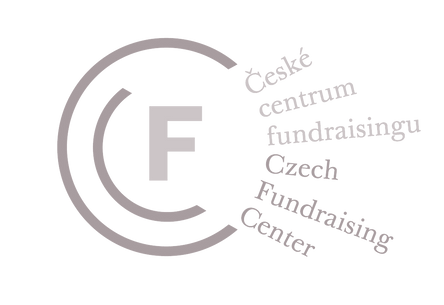 F
České
centrum
fundraisingu
Czech
Fundraising
Center